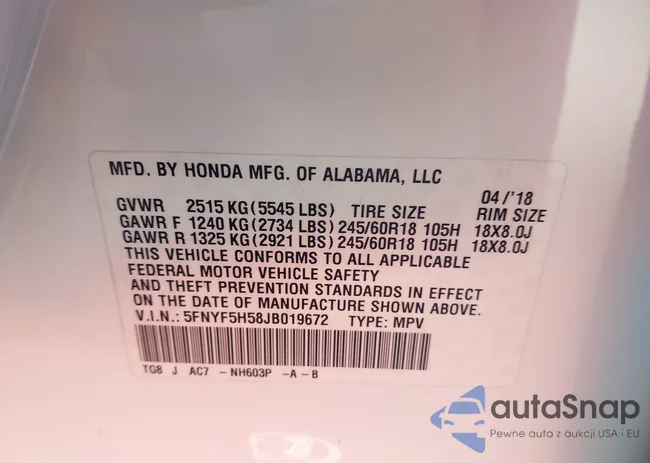 MFD. BY HONDA MFG. OF ALABAMA, LLC
04/'18
GVWR 2515 KG(5545 LBS) TIRE SIZE RIM SIZE
GAWR F 1240 KG(2734 LBS) 245/60R18 105H 18X8.0J
GAWR R 1325 KG(2921 LBS) 245/60R18 105H 18X8.0J
THIS VEHICLE CONFORMS TO ALL APPLICABLE
FEDERAL MOTOR VEHICLE SAFETY
AND THEFT PREVENTION STANDARDS IN EFFECT
ON THE DATE OF MANUFACTURE SHOWN ABOVE.
V.I.N.: 5FNYF5H58JB019672 TYPE: MPV
TG8 J AC7 -NH603P -A-B
autaSnap
Pewne auta z aukcji USA i EU